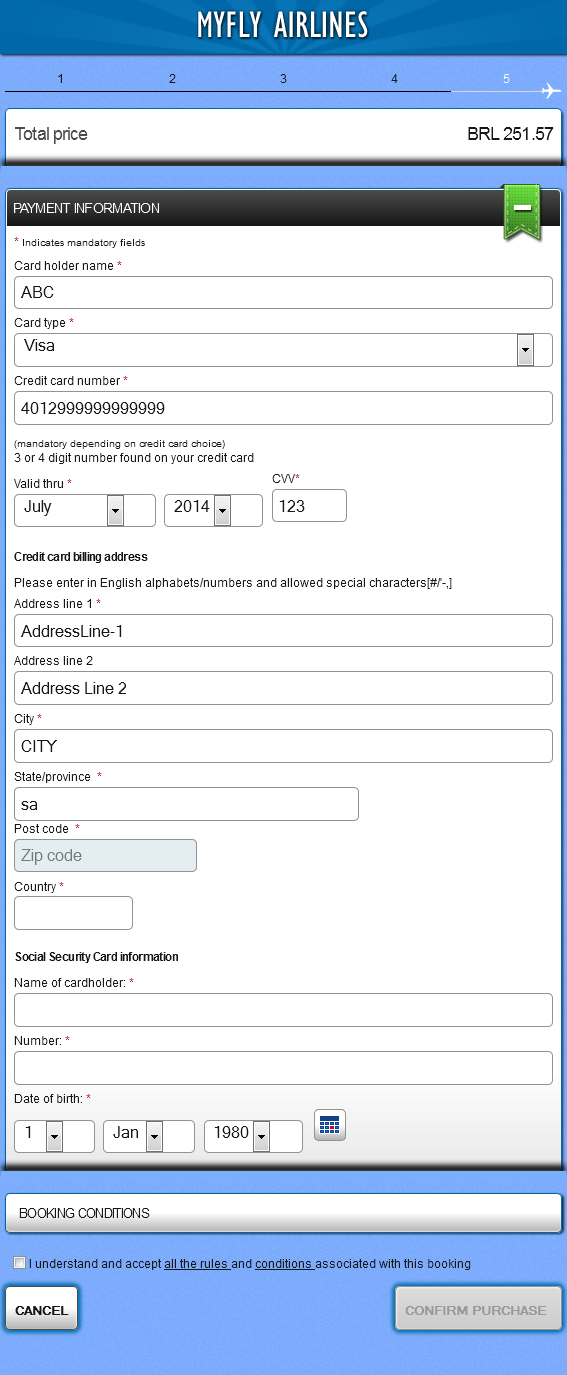 MYFLY AIRLINES
1 2 3 4 5
Total price BRL 251.57
PAYMENT INFORMATION
* Indicates mandatory fields
Card holder name *
ABC
Card type *
Visa
Credit card number *
4012999999999999
(mandatory depending on credit card choice)
3 or 4 digit number found on your credit card
Valid thru * CVV*
July 2014 123
Credit card billing address
Please enter in English alphabets/numbers and allowed special characters[#/'-,]
Address line 1 *
AddressLine-1
Address line 2
Address Line 2
City *
CITY
State/province *
sa
Post code *
Zip code
Country *
Social Security Card information
Name of cardholder: *
Number: *
Date of birth: *
1 Jan 1980
BOOKING CONDITIONS
I understand and accept all the rules and conditions associated with this booking
CANCEL CONFIRM PURCHASE